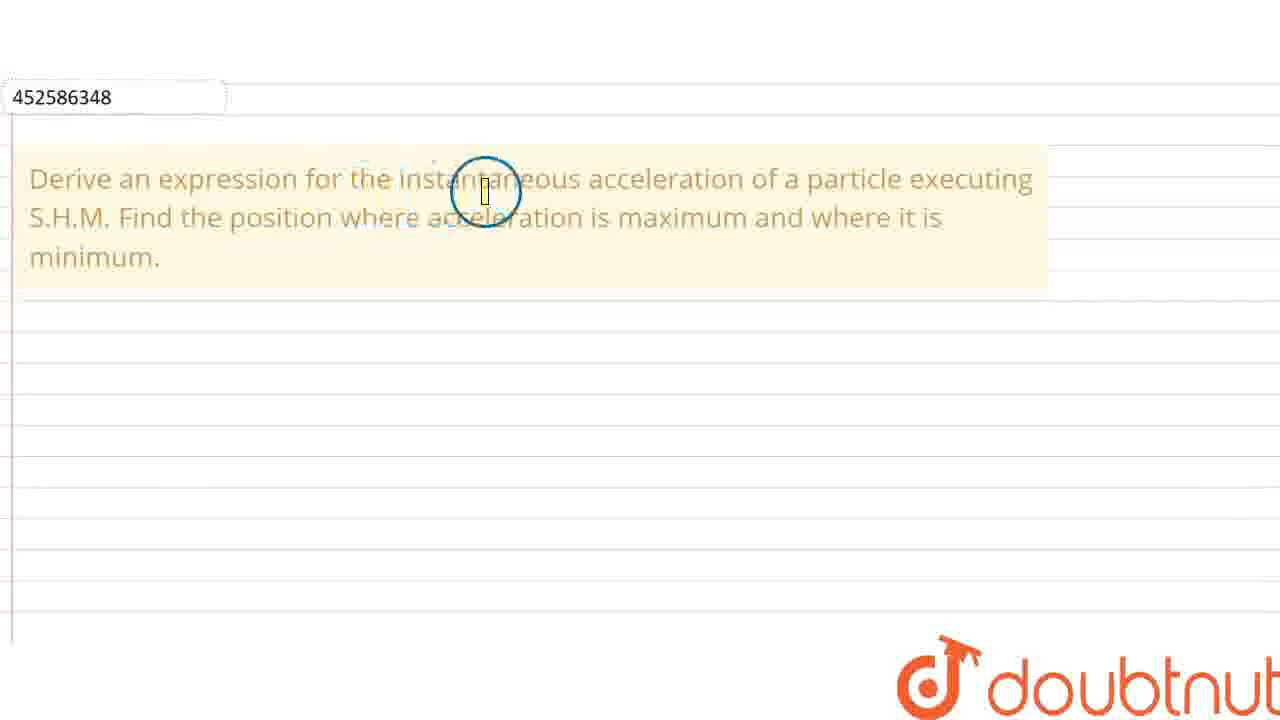 452586348
Derive an expression for the instantaneous acceleration of a particle executing
S.H.M. Find the position where acceleration is maximum and where it is
minimum.
doubtnut